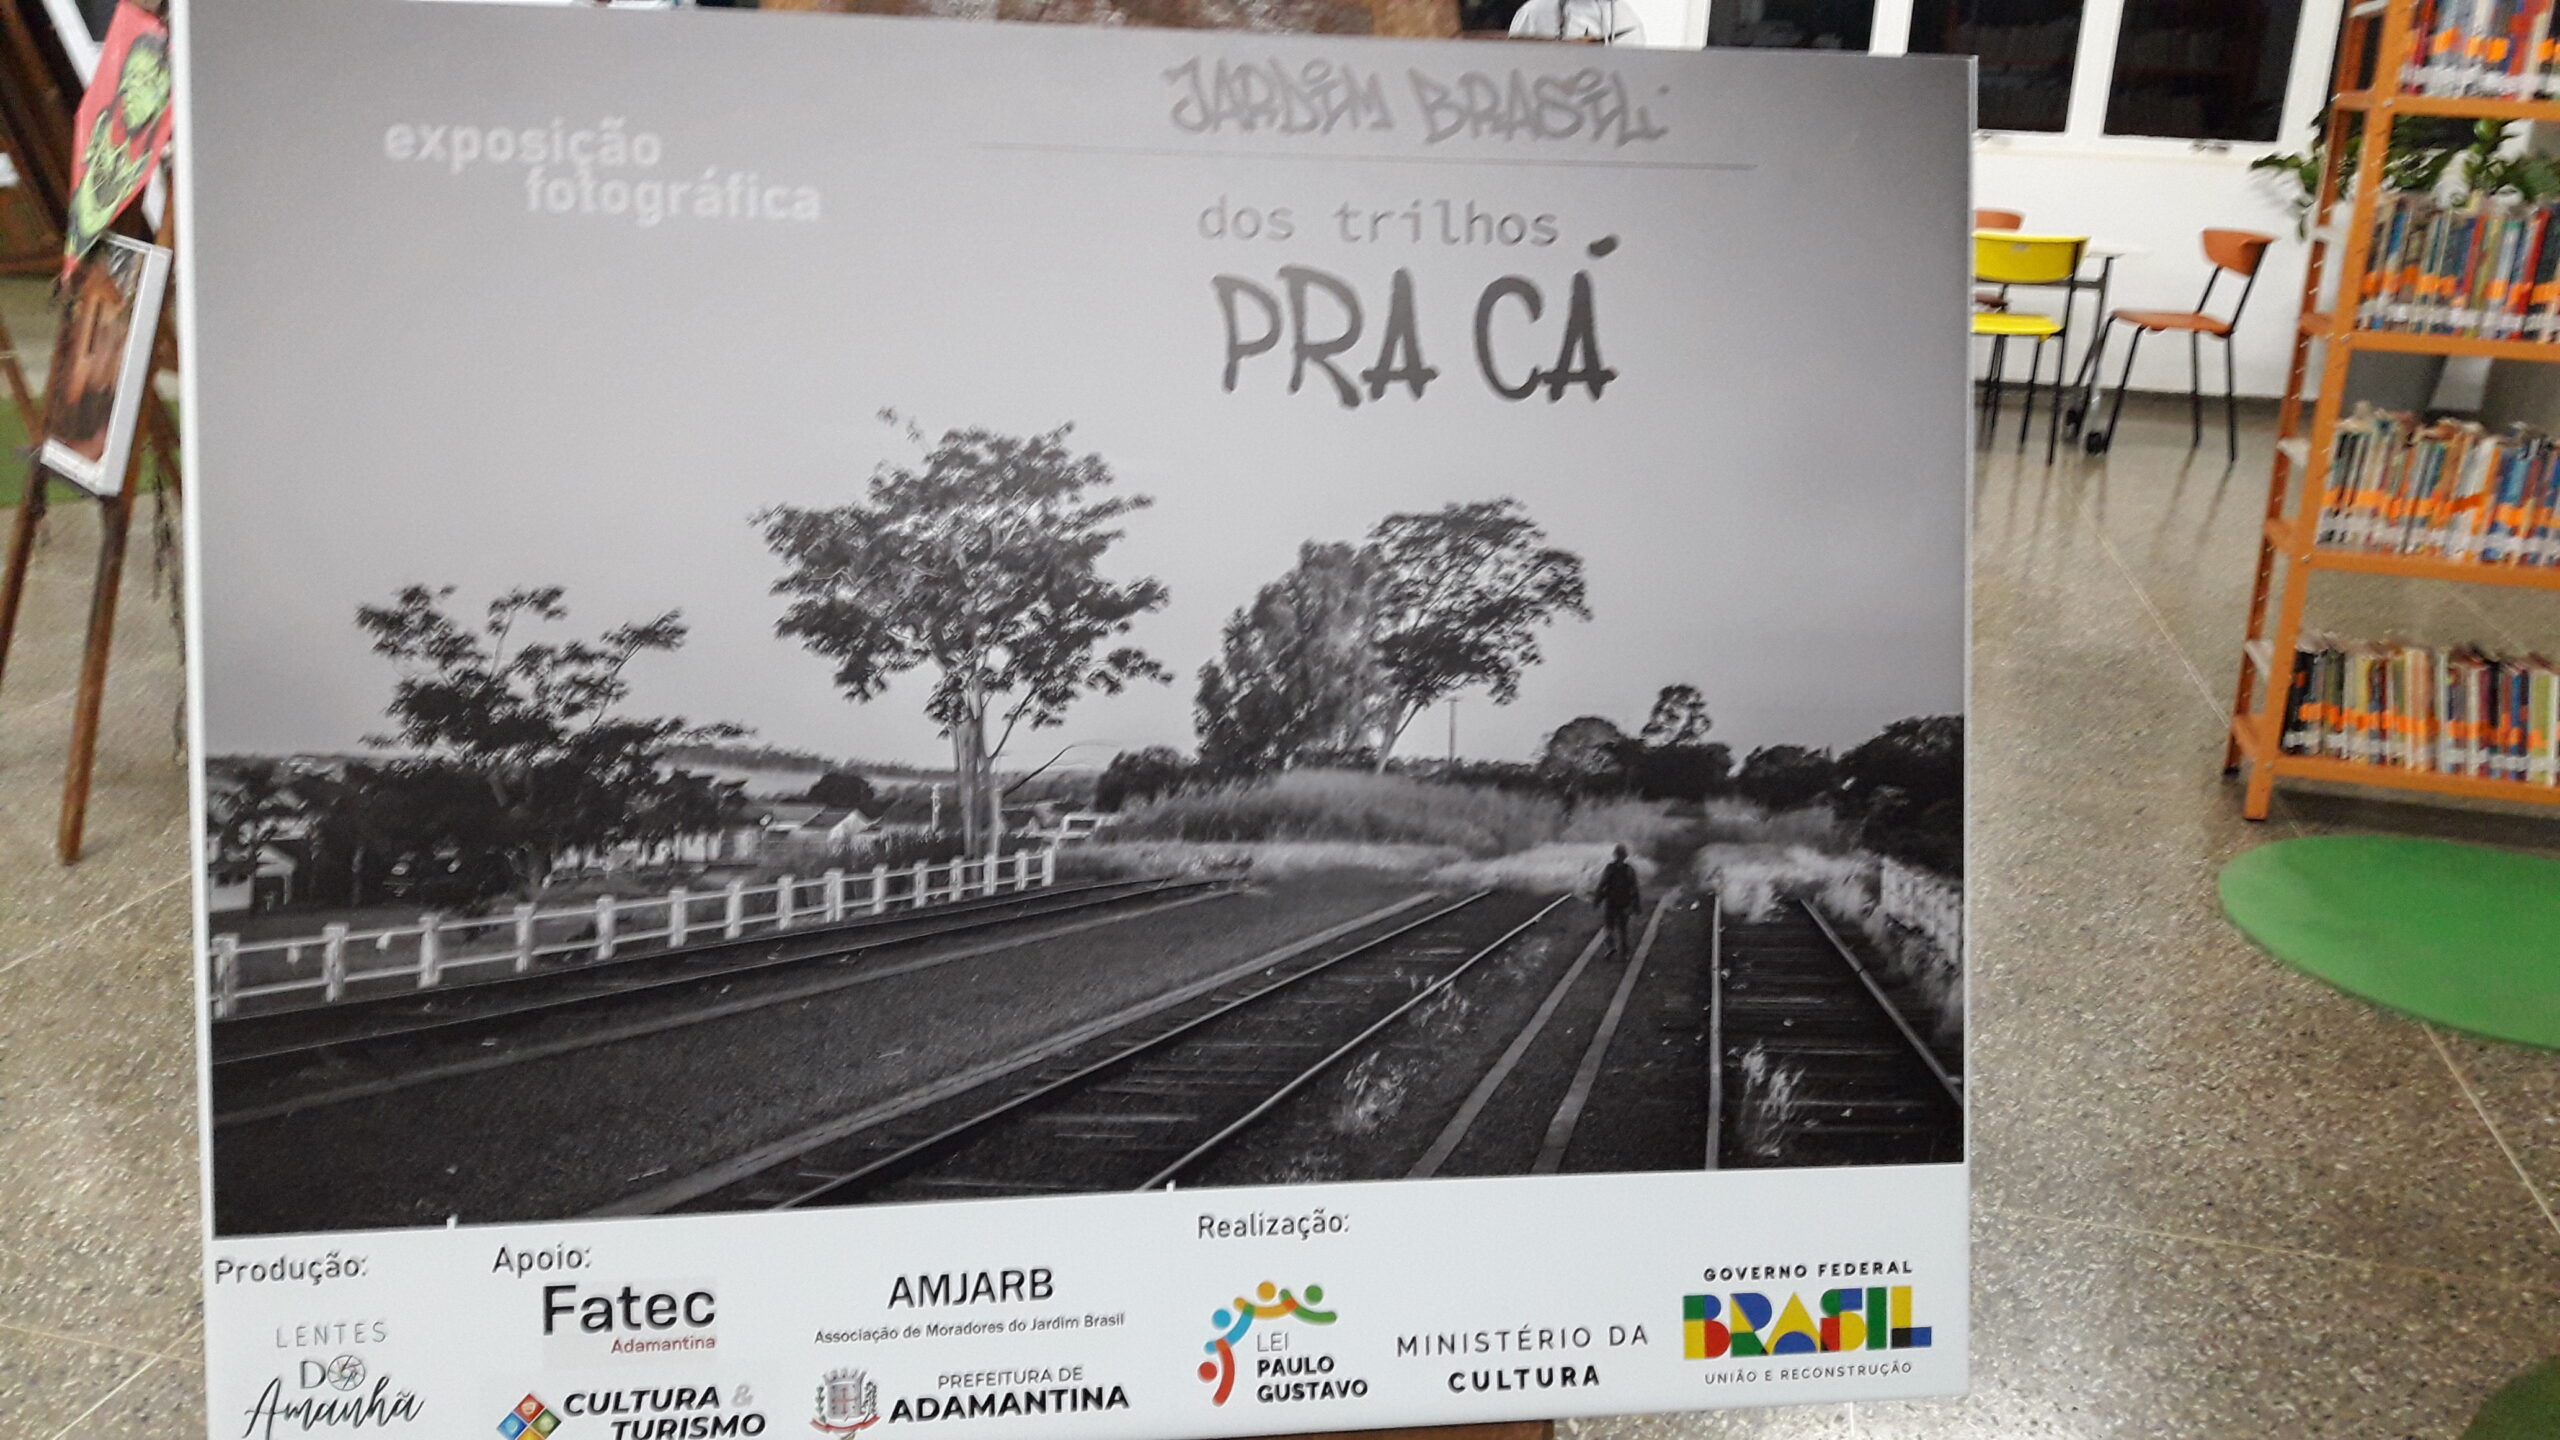 exposição
fotográfica
JARDIM BRASIL
dos trilhos
PRA CÁ
Produção:
LENTES
DO
Amanhã
Apoio:
Fatec
Adamantina
CULTURA &
TURISMO
AMJARB
Associação de Moradores do Jardim Brasil
PREFEITURA DE
ADAMANTINA
Realização:
LEI
PAULO
GUSTAVO
MINISTÉRIO DA
CULTURA
GOVERNO FEDERAL
BRASIL
UNIÃO E RECONSTRUÇÃO